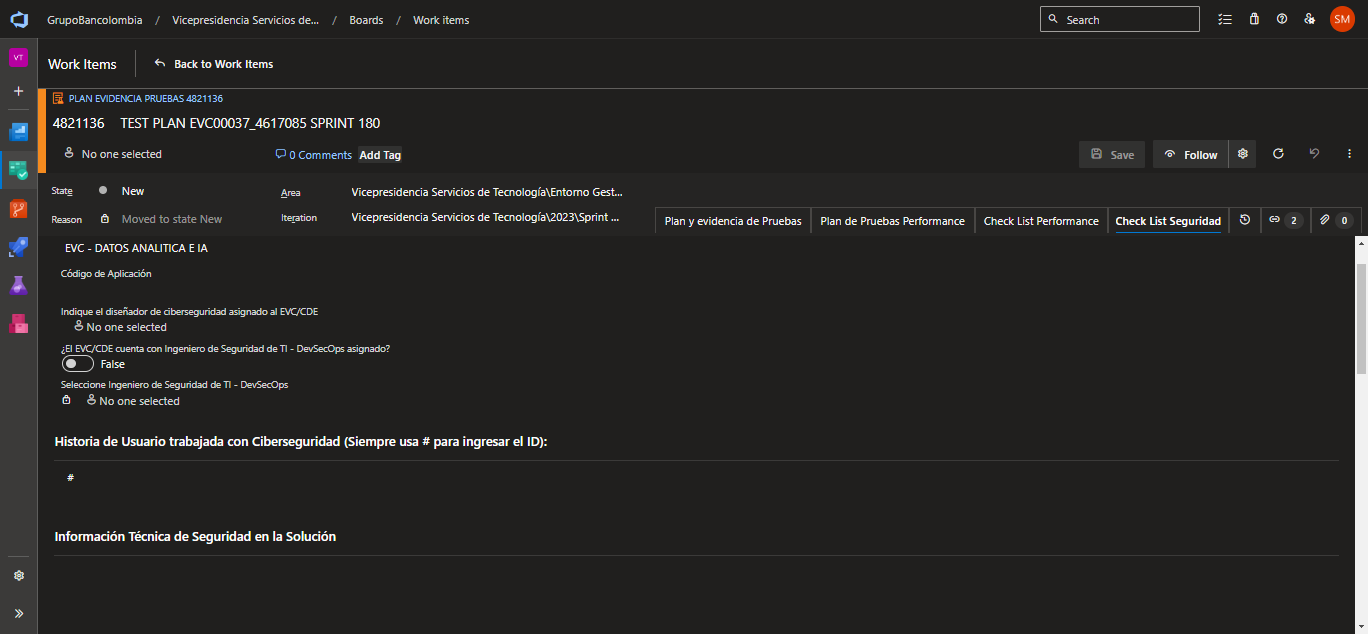 GrupoBancolombia / Vicepresidencia Servicios de... / Boards / Work items
Search
SM
VT
Work Items
Back to Work Items
PLAN EVIDENCIA PRUEBAS 4821136
4821136 TEST PLAN EVC00037_4617085 SPRINT 180
No one selected
0 Comments
Add Tag
Save
Follow
State
New
Area
Vicepresidencia Servicios de Tecnología\Entorno Gest...
Reason
Moved to state New
Iteration
Vicepresidencia Servicios de Tecnología\2023\Sprint ...
Plan y evidencia de Pruebas
Plan de Pruebas Performance
Check List Performance
Check List Seguridad
2
0
EVC - DATOS ANALITICA E IA
Código de Aplicación
Indique el diseñador de ciberseguridad asignado al EVC/CDE
No one selected
¿El EVC/CDE cuenta con Ingeniero de Seguridad de TI - DevSecOps asignado?
False
Seleccione Ingeniero de Seguridad de TI - DevSecOps
No one selected
Historia de Usuario trabajada con Ciberseguridad (Siempre usa # para ingresar el ID):
#
Información Técnica de Seguridad en la Solución